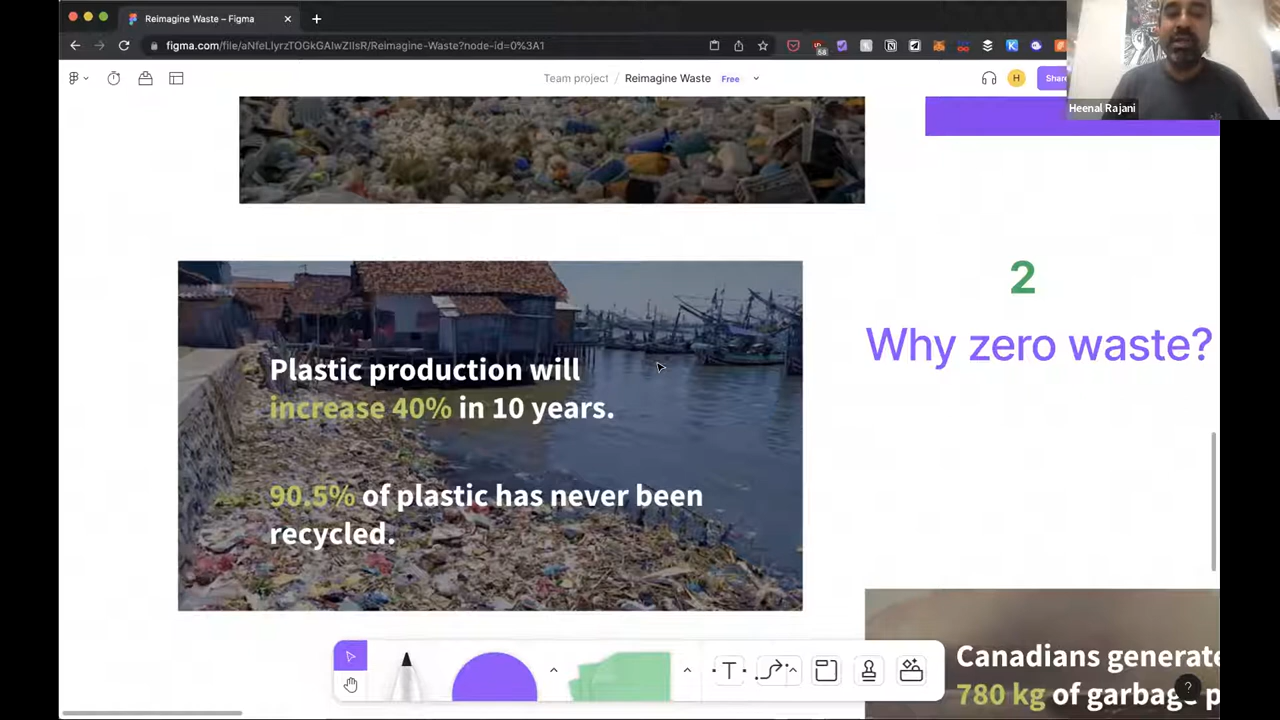 Reimagine Waste – Figma
figma.com/file/aNfeLlyrzTOGkGAlwZIlsR/Reimagine-Waste?node-id=0%3A1
Team project / Reimagine Waste Free
H
Shar
Heenal Rajani
2
Why zero waste?
Plastic production will
increase 40% in 10 years.
90.5% of plastic has never been
recycled.
Canadians generate
780 kg of garbage p
T
?